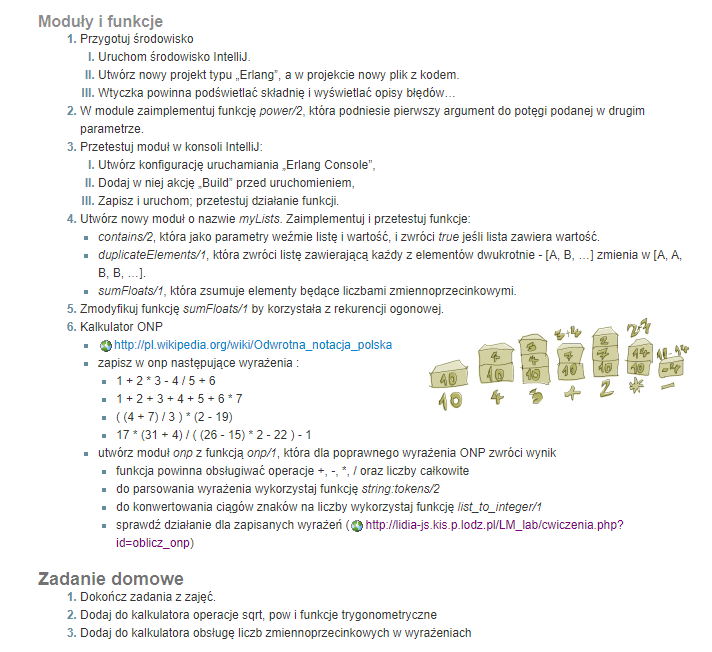 Moduły i funkcje
1. Przygotuj środowisko
I. Uruchom środowisko IntelliJ.
II. Utwórz nowy projekt typu „Erlang”, a w projekcie nowy plik z kodem.
III. Wtyczka powinna podświetlać składnię i wyświetlać opisy błędów…
2. W module zaimplementuj funkcję power/2, która podniesie pierwszy argument do potęgi podanej w drugim
parametrze.
3. Przetestuj moduł w konsoli IntelliJ:
I. Utwórz konfigurację uruchamiania „Erlang Console”,
II. Dodaj w niej akcję „Build” przed uruchomieniem,
III. Zapisz i uruchom; przetestuj działanie funkcji.
4. Utwórz nowy moduł o nazwie myLists. Zaimplementuj i przetestuj funkcje:
contains/2, która jako parametry weźmie listę i wartość, i zwróci true jeśli lista zawiera wartość.
duplicateElements/1, która zwróci listę zawierającą każdy z elementów dwukrotnie - [A, B, …] zmienia w [A, A,
B, B, …].
sumFloats/1, która zsumuje elementy będące liczbami zmiennoprzecinkowymi.
5. Zmodyfikuj funkcję sumFloats/1 by korzystała z rekurencji ogonowej.
6. Kalkulator ONP
http://pl.wikipedia.org/wiki/Odwrotna_notacja_polska
zapisz w onp następujące wyrażenia :
1 + 2 * 3 - 4 / 5 + 6
1 + 2 + 3 + 4 + 5 + 6 * 7
( (4 + 7) / 3 ) * (2 - 19)
17 * (31 + 4) / ( (26 - 15) * 2 - 22 ) - 1
3+4 2*7 10-14
4 3 4 7 2 7 14
10 10 10 10 10 10 -4
10 4 3 + 2 * -
utwórz moduł onp z funkcją onp/1, która dla poprawnego wyrażenia ONP zwróci wynik
funkcja powinna obsługiwać operacje +, -, *, / oraz liczby całkowite
do parsowania wyrażenia wykorzystaj funkcję string:tokens/2
do konwertowania ciągów znaków na liczby wykorzystaj funkcję list_to_integer/1
sprawdź działanie dla zapisanych wyrażeń ( http://lidia-js.kis.p.lodz.pl/LM_lab/cwiczenia.php?
id=oblicz_onp)
Zadanie domowe
1. Dokończ zadania z zajęć.
2. Dodaj do kalkulatora operacje sqrt, pow i funkcje trygonometryczne
3. Dodaj do kalkulatora obsługę liczb zmiennoprzecinkowych w wyrażeniach